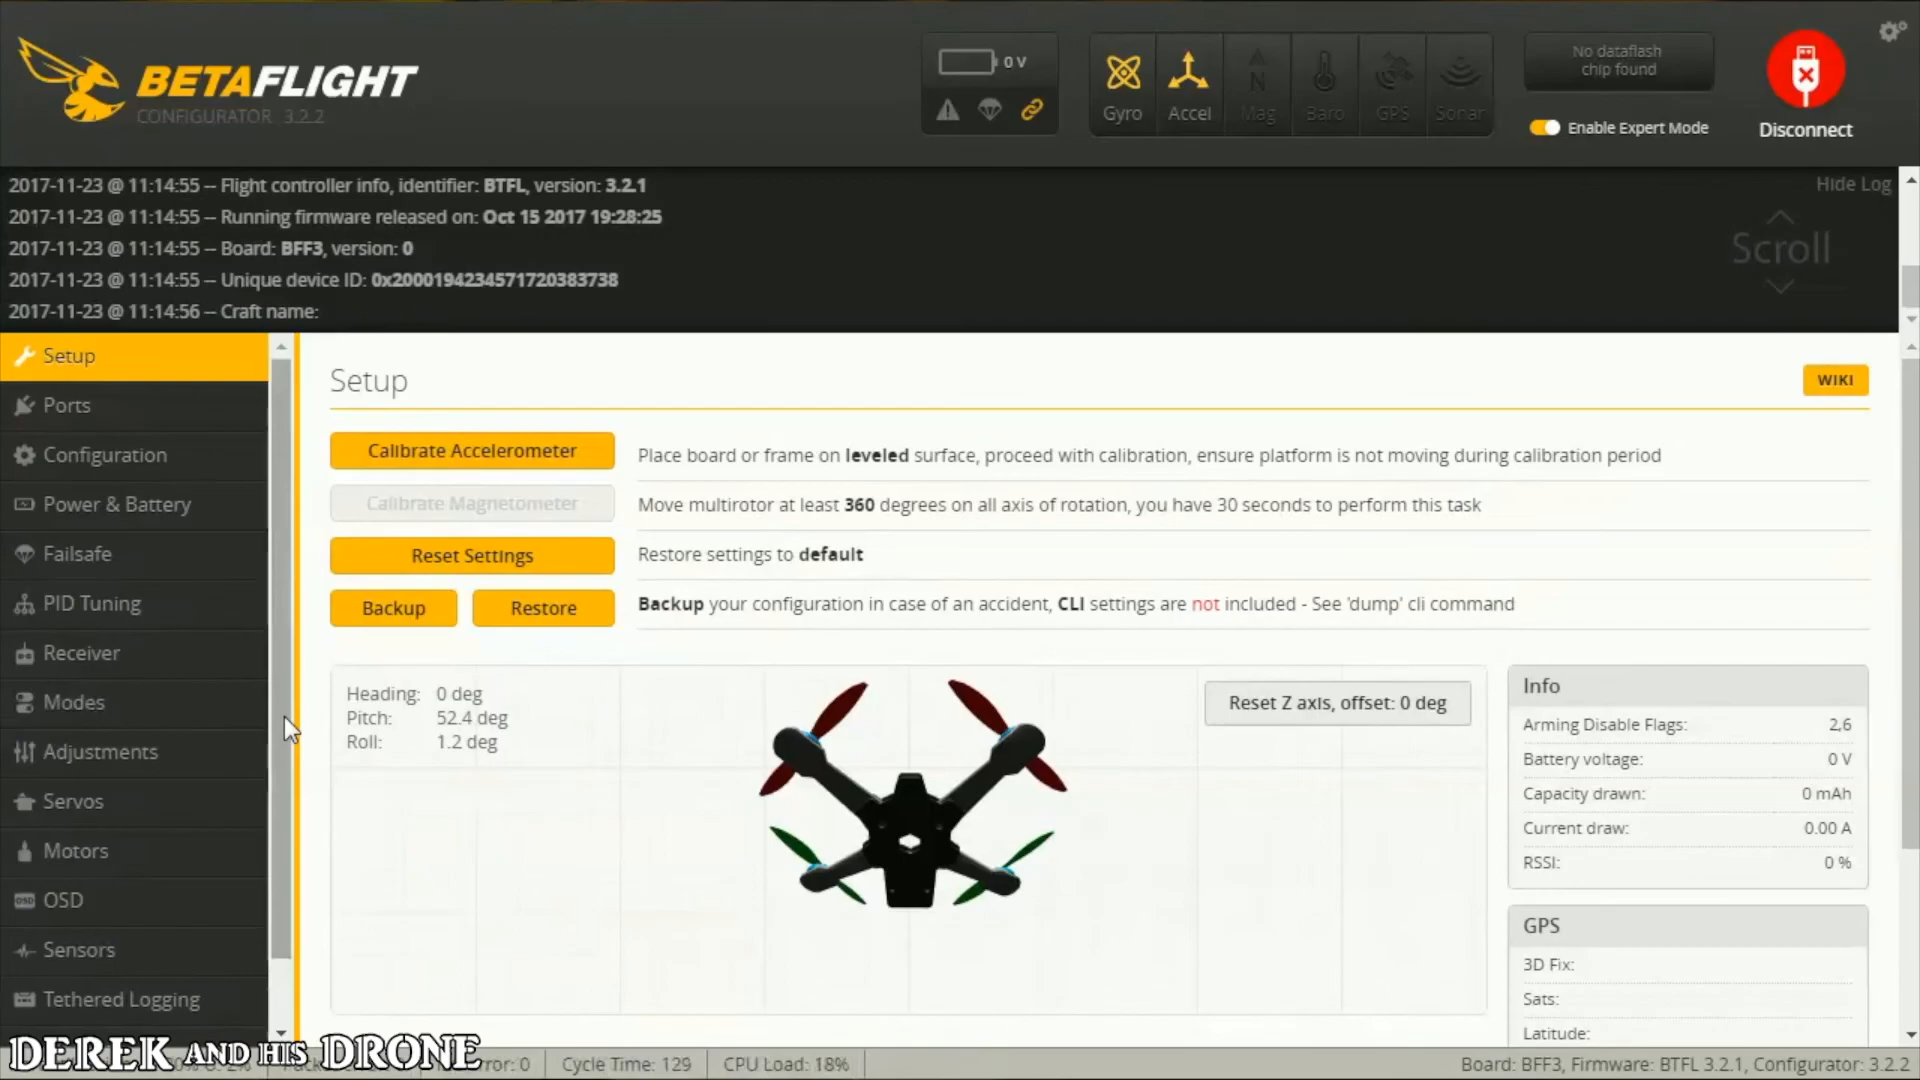 BETAFLIGHT
CONFIGURATOR 3.2.2
0 V
Gyro
Accel
Mag
Baro
GPS
Sonar
No dataflash
chip found
Enable Expert Mode
Disconnect
2017-11-23 @ 11:14:55 -- Flight controller info, identifier: BTFL, version: 3.2.1
2017-11-23 @ 11:14:55 -- Running firmware released on: Oct 15 2017 19:28:25
2017-11-23 @ 11:14:55 -- Board: BFF3, version: 0
2017-11-23 @ 11:14:55 -- Unique device ID: 0x2000194234571720383738
2017-11-23 @ 11:14:56 -- Craft name:
Hide Log
Scroll
Setup
Ports
Configuration
Power & Battery
Failsafe
PID Tuning
Receiver
Modes
Adjustments
Servos
Motors
OSD
Sensors
Tethered Logging
Setup
WIKI
Calibrate Accelerometer
Place board or frame on leveled surface, proceed with calibration, ensure platform is not moving during calibration period
Calibrate Magnetometer
Move multirotor at least 360 degrees on all axis of rotation, you have 30 seconds to perform this task
Reset Settings
Restore settings to default
Backup
Restore
Backup your configuration in case of an accident, CLI settings are not included - See 'dump' cli command
Heading: 0 deg
Pitch: 52.4 deg
Roll: 1.2 deg
Reset Z axis, offset: 0 deg
Info
Arming Disable Flags: 2,6
Battery voltage: 0 V
Capacity drawn: 0 mAh
Current draw: 0.00 A
RSSI: 0 %
GPS
3D Fix:
Sats:
Latitude:
DEREK AND HIS DRONE
Cycle Time: 129
CPU Load: 18%
Board: BFF3, Firmware: BTFL 3.2.1, Configurator: 3.2.2